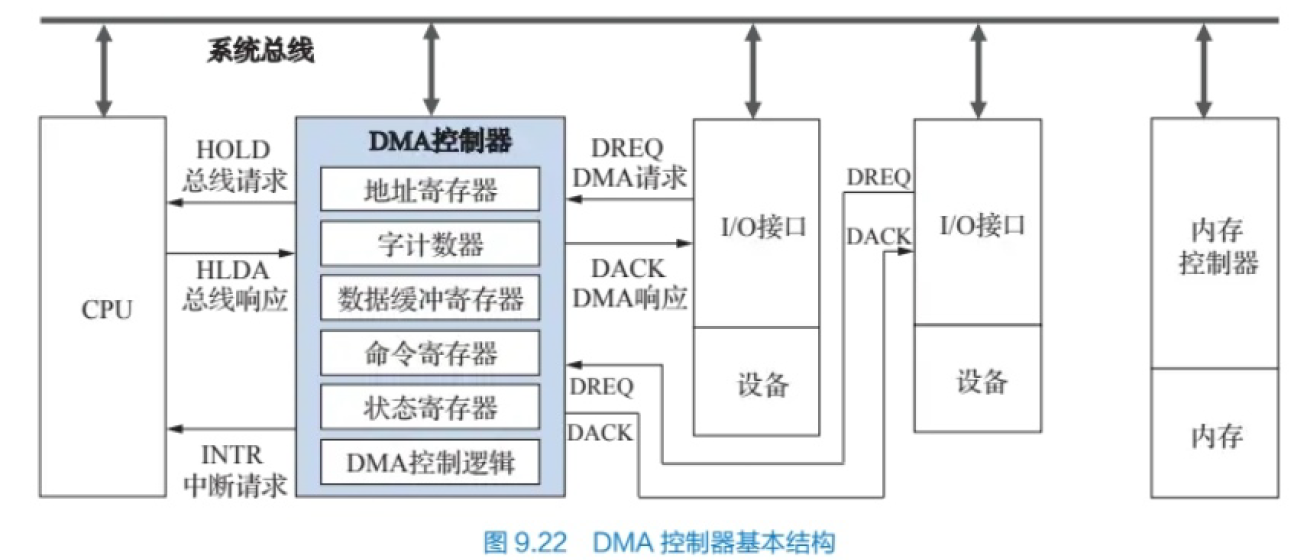 系统总线
CPU
HOLD
总线请求
HLDA
总线响应
INTR
中断请求
DMA控制器
地址寄存器
字计数器
数据缓冲寄存器
命令寄存器
状态寄存器
DMA控制逻辑
DREQ
DMA请求
DACK
DMA响应
DREQ
DACK
I/O接口
设备
DREQ
DACK
I/O接口
设备
内存
控制器
内存
图 9.22 DMA 控制器基本结构